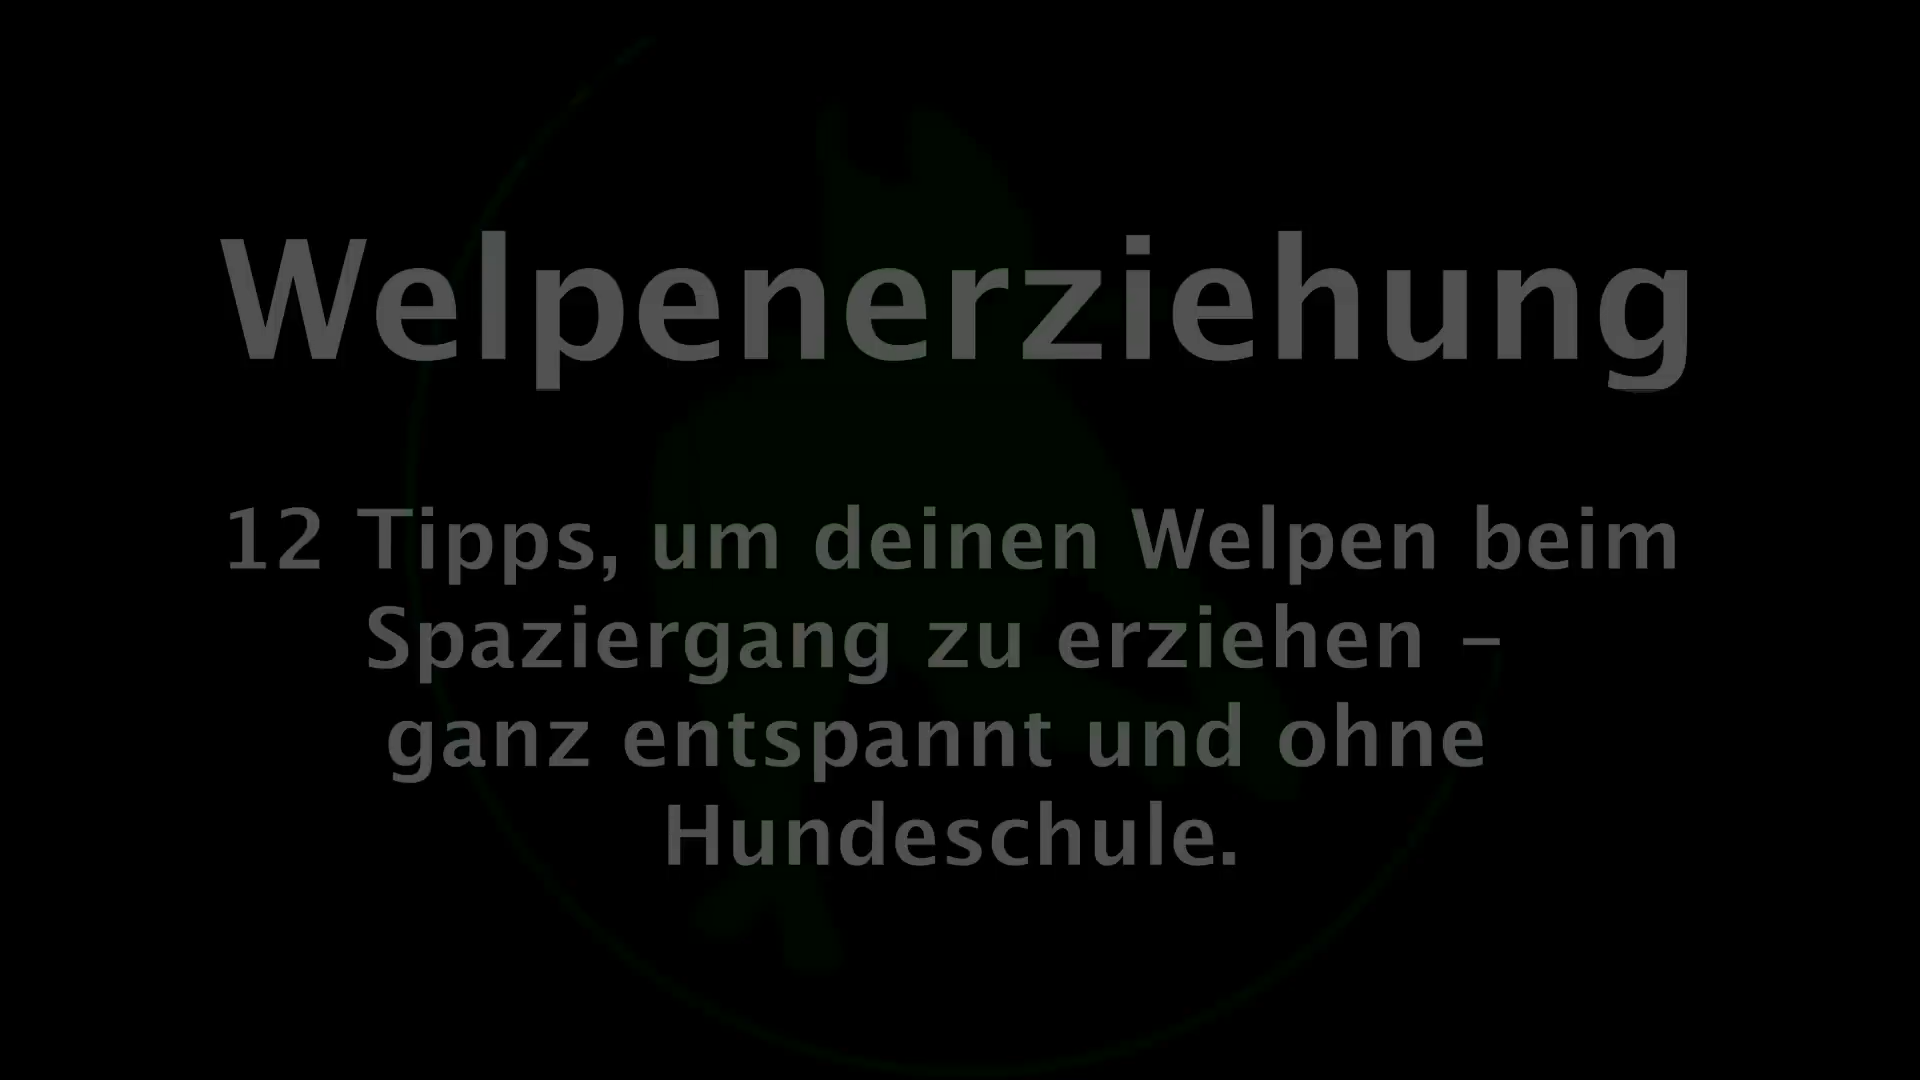 Welpenerziehung
12 Tipps, um deinen Welpen beim
Spaziergang zu erziehen –
ganz entspannt und ohne
Hundeschule.